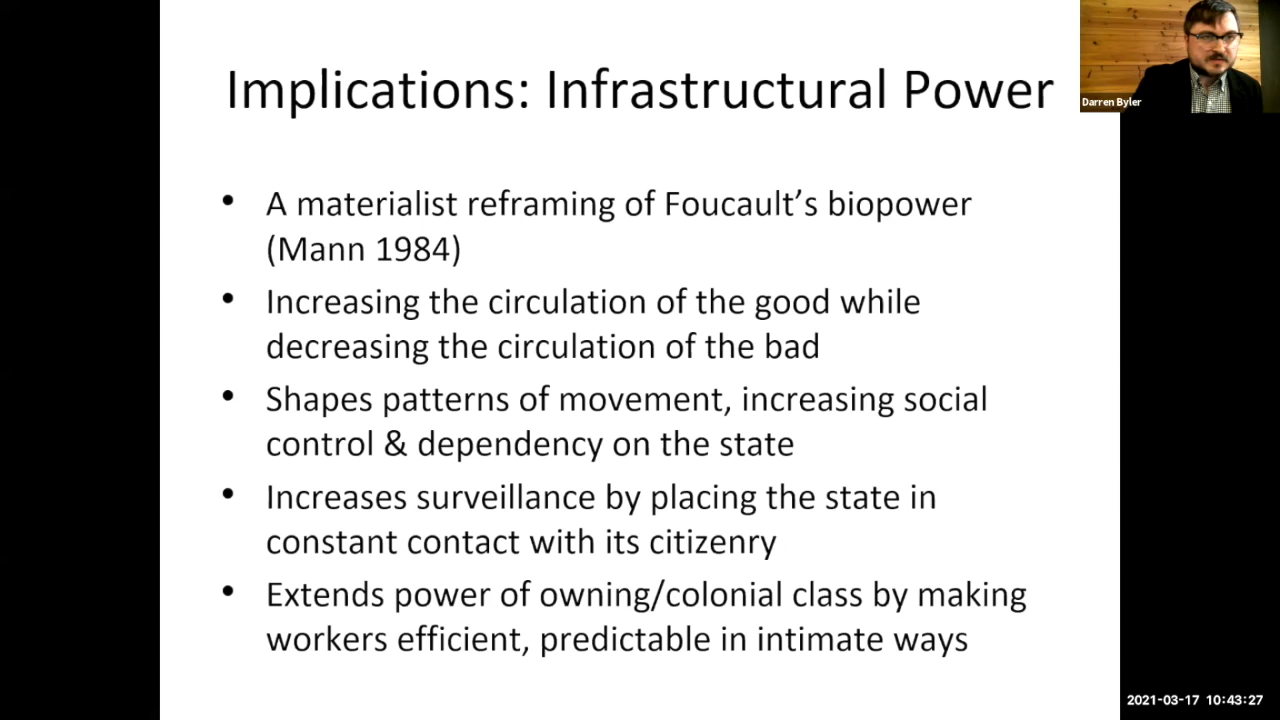 Implications: Infrastructural Power
Darren Byler
• A materialist reframing of Foucault’s biopower
(Mann 1984)
• Increasing the circulation of the good while
decreasing the circulation of the bad
• Shapes patterns of movement, increasing social
control & dependency on the state
• Increases surveillance by placing the state in
constant contact with its citizenry
• Extends power of owning/colonial class by making
workers efficient, predictable in intimate ways
2021-03-17 10:43:27